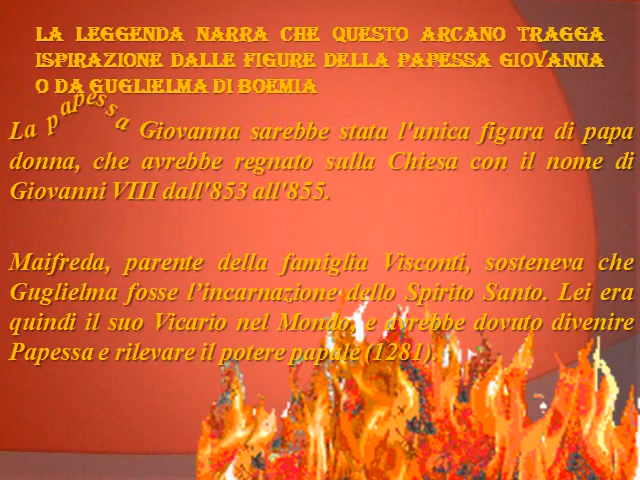 LA LEGGENDA NARRA CHE QUESTO ARCANO TRAGGA
ISPIRAZIONE DALLE FIGURE DELLA PAPESSA GIOVANNA
O DA GUGLIELMA DI BOEMIA
La papessa Giovanna sarebbe stata l'unica figura di papa
donna, che avrebbe regnato sulla Chiesa con il nome di
Giovanni VIII dall'853 all'855.
Maifreda, parente della famiglia Visconti, sosteneva che
Guglielma fosse l’incarnazione dello Spirito Santo. Lei era
quindi il suo Vicario nel Mondo, e avrebbe dovuto divenire
Papessa e rilevare il potere papale (1281).